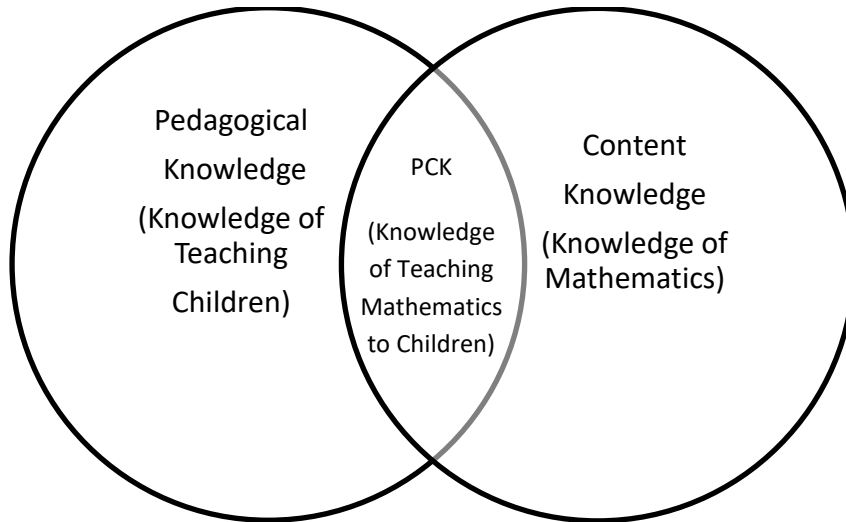 Pedagogical
Knowledge
(Knowledge of
Teaching
Children)
PCK
(Knowledge
of Teaching
Mathematics
to Children)
Content
Knowledge
(Knowledge of
Mathematics)